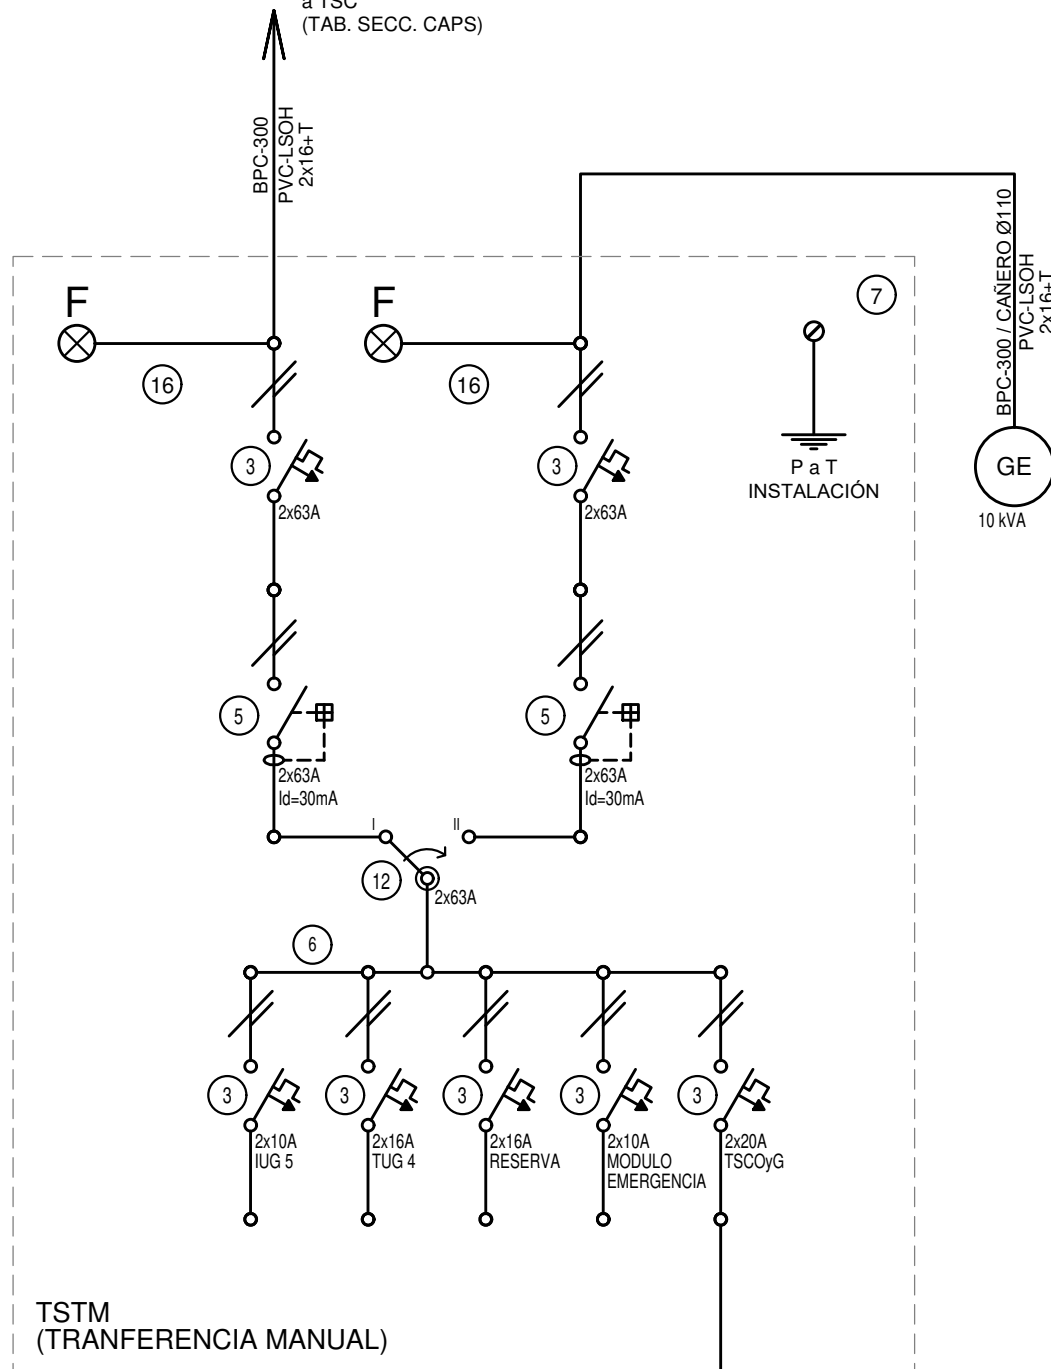 a TSC
(TAB. SECC. CAPS)
BPC-300
PVC-LSOH
2x16+T
BPC-300 / CAÑERO Ø110
PVC-LSOH
2x16+T
F
F
7
16
16
3
3
2x63A
2x63A
P a T
INSTALACIÓN
GE
10 kVA
5
5
2x63A
Id=30mA
2x63A
Id=30mA
I
II
12
2x63A
6
3
3
3
3
3
2x10A
IUG 5
2x16A
TUG 4
2x16A
RESERVA
2x10A
MODULO
EMERGENCIA
2x20A
TSCOyG
TSTM
(TRANFERENCIA MANUAL)